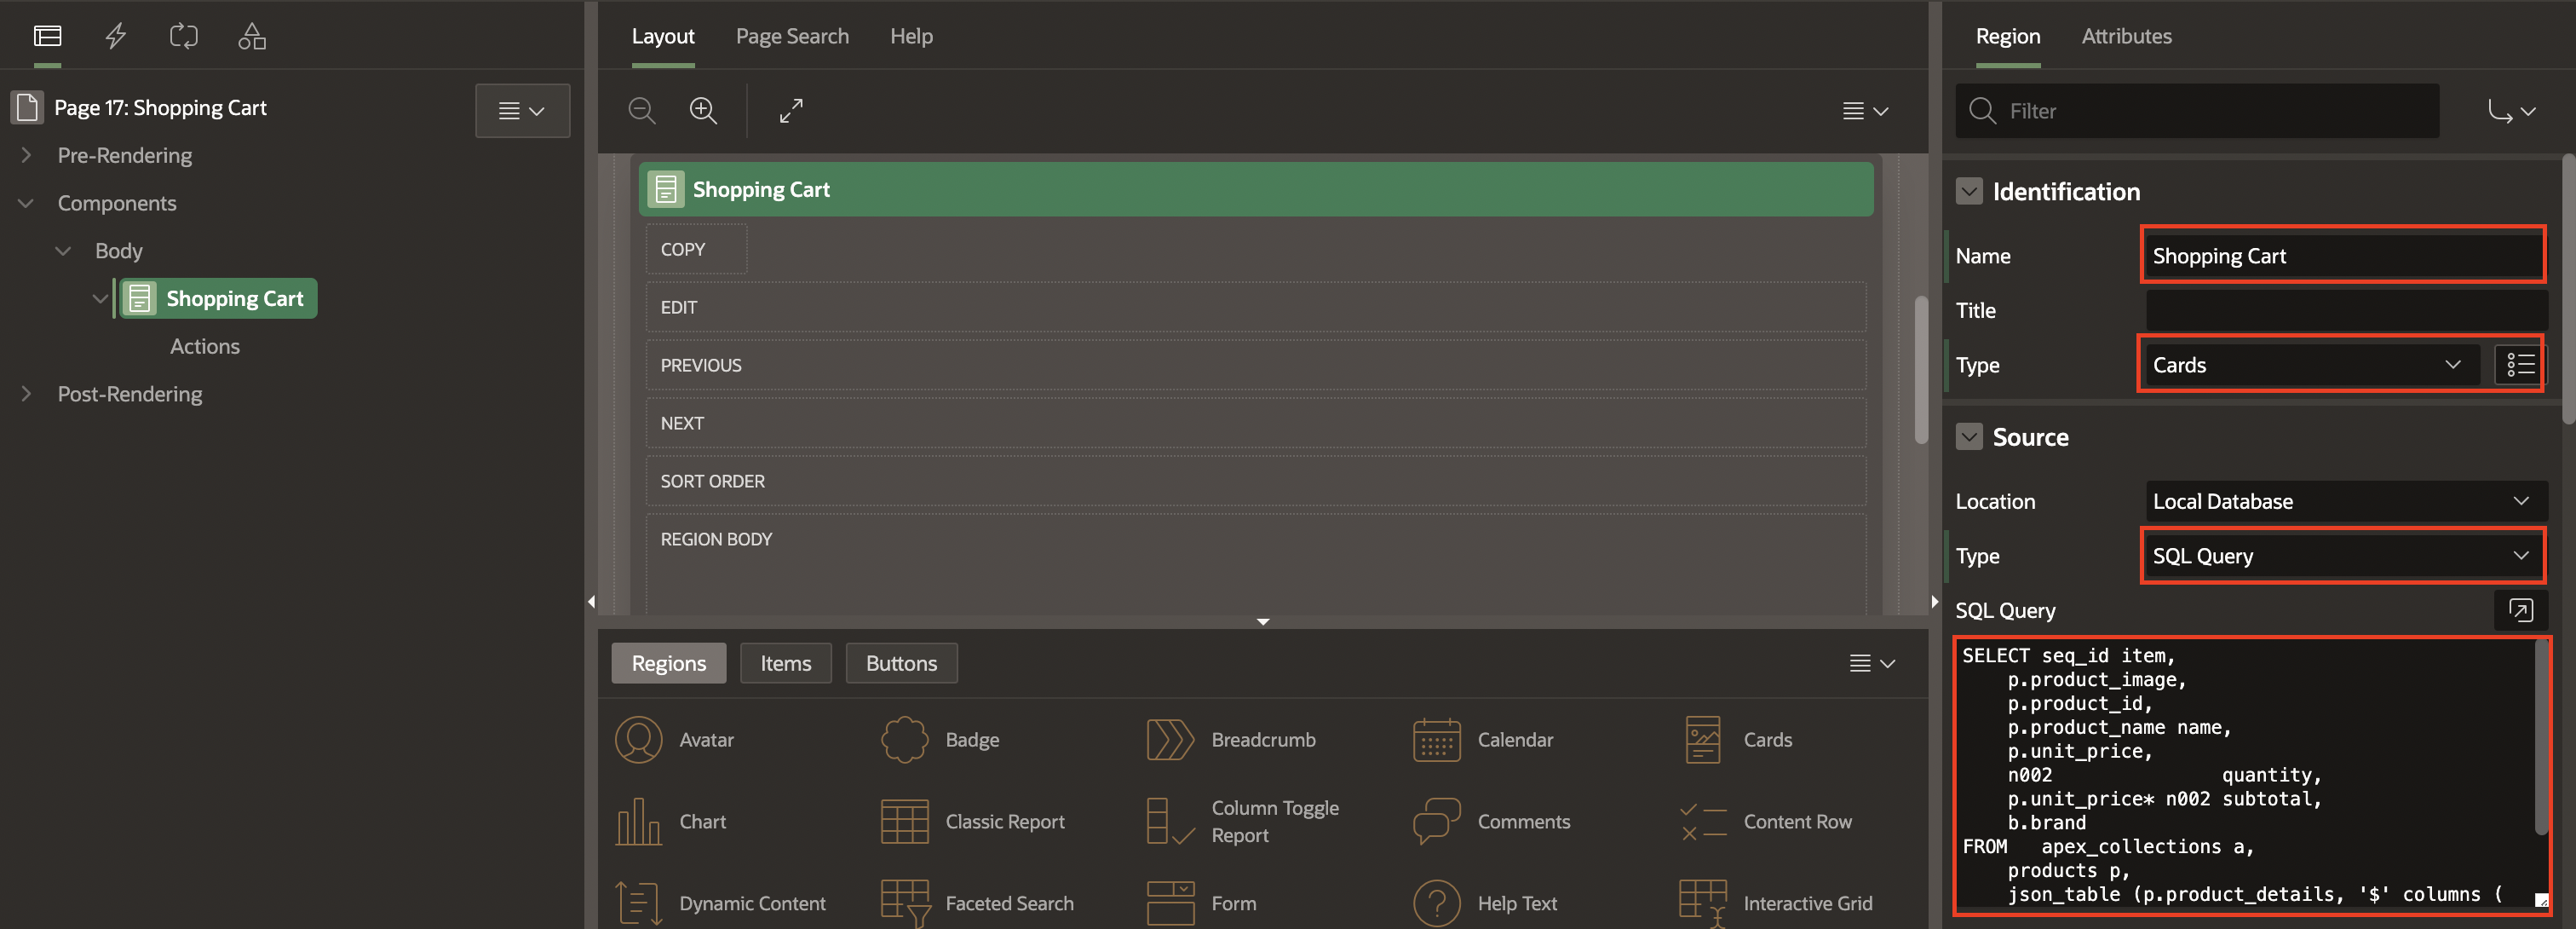 Page 17: Shopping Cart
Pre-Rendering
Components
Body
Shopping Cart
Actions
Post-Rendering
Layout
Page Search
Help
Shopping Cart
COPY
EDIT
PREVIOUS
NEXT
SORT ORDER
REGION BODY
Regions
Items
Buttons
Avatar
Badge
Breadcrumb
Calendar
Cards
Chart
Classic Report
Column Toggle
Report
Comments
Content Row
Dynamic Content
Faceted Search
Form
Help Text
Interactive Grid
Region
Attributes
Filter
Identification
Name
Shopping Cart
Title
Type
Cards
Source
Location
Local Database
Type
SQL Query
SQL Query
SELECT seq_id item,
p.product_image,
p.product_id,
p.product_name name,
p.unit_price,
n002 quantity,
p.unit_price* n002 subtotal,
b.brand
FROM apex_collections a,
products p,
json_table (p.product_details, '$' columns (